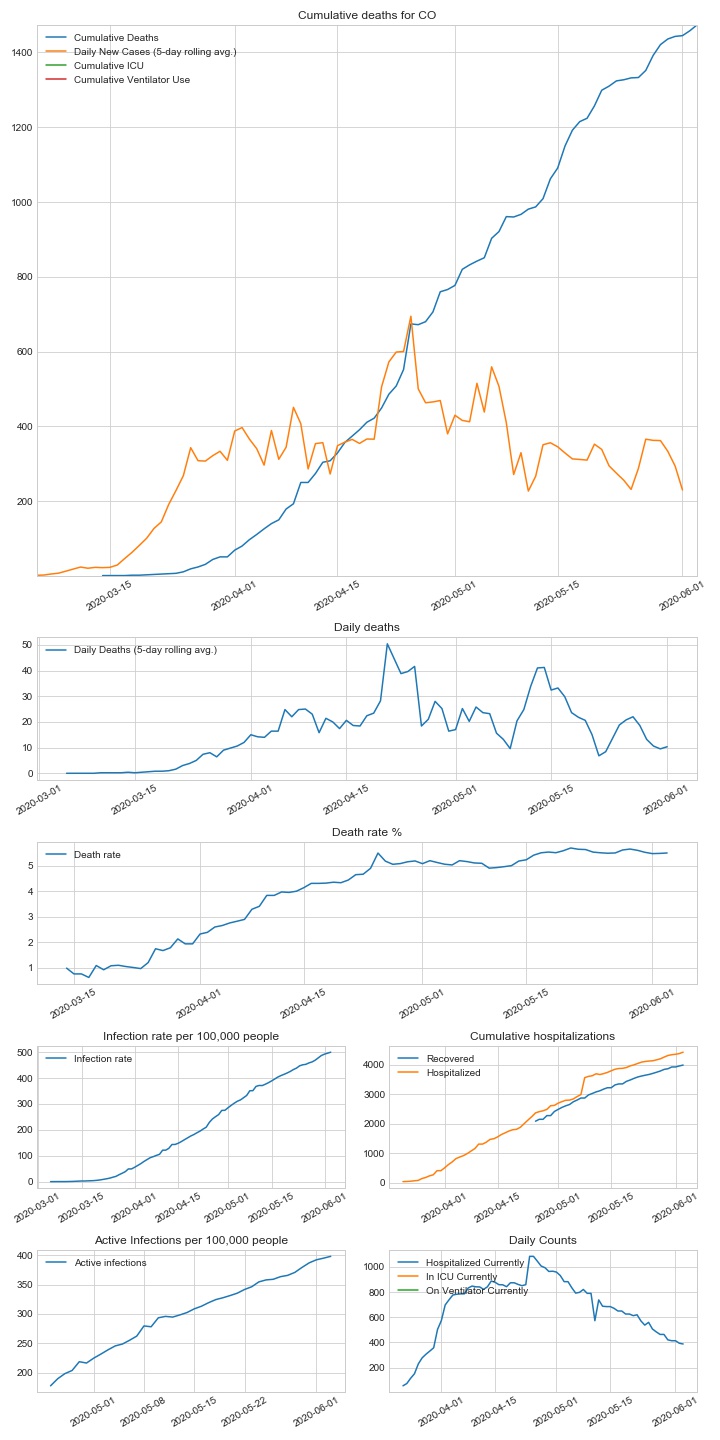 Cumulative deaths for CO
Cumulative Deaths
Daily New Cases (5-day rolling avg.)
Cumulative ICU
Cumulative Ventilator Use
1400
1200
1000
800
600
400
200
2020-03-15 2020-04-01 2020-04-15 2020-05-01 2020-05-15 2020-06-01
Daily deaths
Daily Deaths (5-day rolling avg.)
50
40
30
20
10
0
2020-03-01 2020-03-15 2020-04-01 2020-04-15 2020-05-01 2020-05-15 2020-06-01
Death rate %
Death rate
5
4
3
2
1
2020-03-15 2020-04-01 2020-04-15 2020-05-01 2020-05-15 2020-06-01
Infection rate per 100,000 people
Infection rate
500
400
300
200
100
0
2020-03-01 2020-03-15 2020-04-01 2020-04-15 2020-05-01 2020-05-15 2020-06-01
Cumulative hospitalizations
Recovered
Hospitalized
4000
3000
2000
1000
0
2020-04-01 2020-04-15 2020-05-01 2020-05-15 2020-06-01
Active Infections per 100,000 people
Active infections
400
350
300
250
200
2020-05-01 2020-05-08 2020-05-15 2020-05-22 2020-06-01
Daily Counts
Hospitalized Currently
In ICU Currently
On Ventilator Currently
1000
800
600
400
200
2020-04-01 2020-04-15 2020-05-01 2020-05-15 2020-06-01